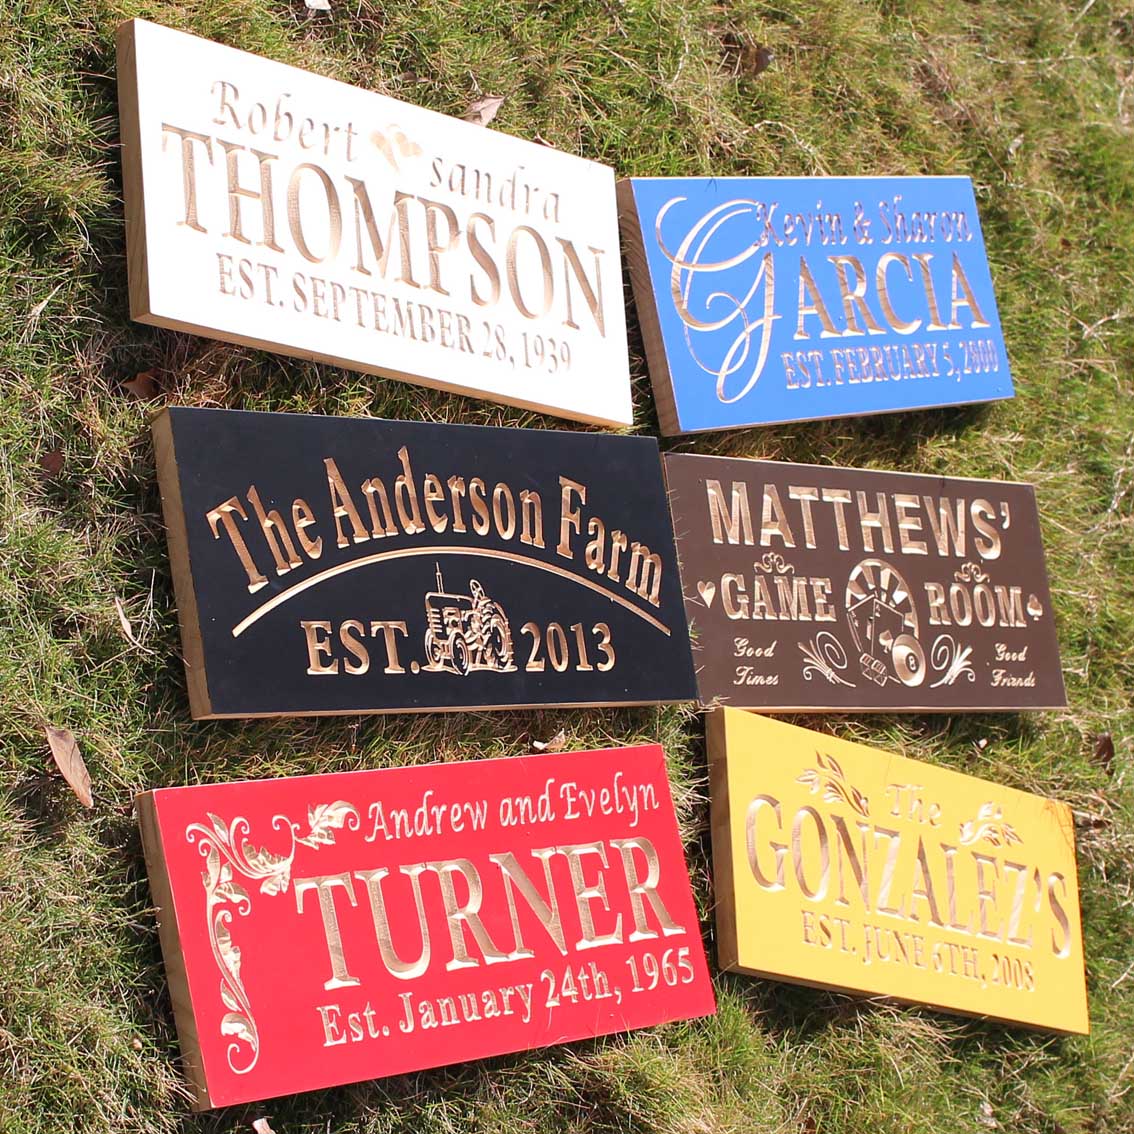 Robert sandra
THOMPSON
EST. SEPTEMBER 28, 1939
Kevin & Sharon
GARCIA
EST. FEBRUARY 5, 2800
The Anderson Farm
EST. 2013
MATTHEWS'
GAME ROOM
Good Times
Good Friends
8
Andrew and Evelyn
TURNER
Est. January 24th, 1965
The
GONZALEZ'S
EST. JUNE 6TH, 2008